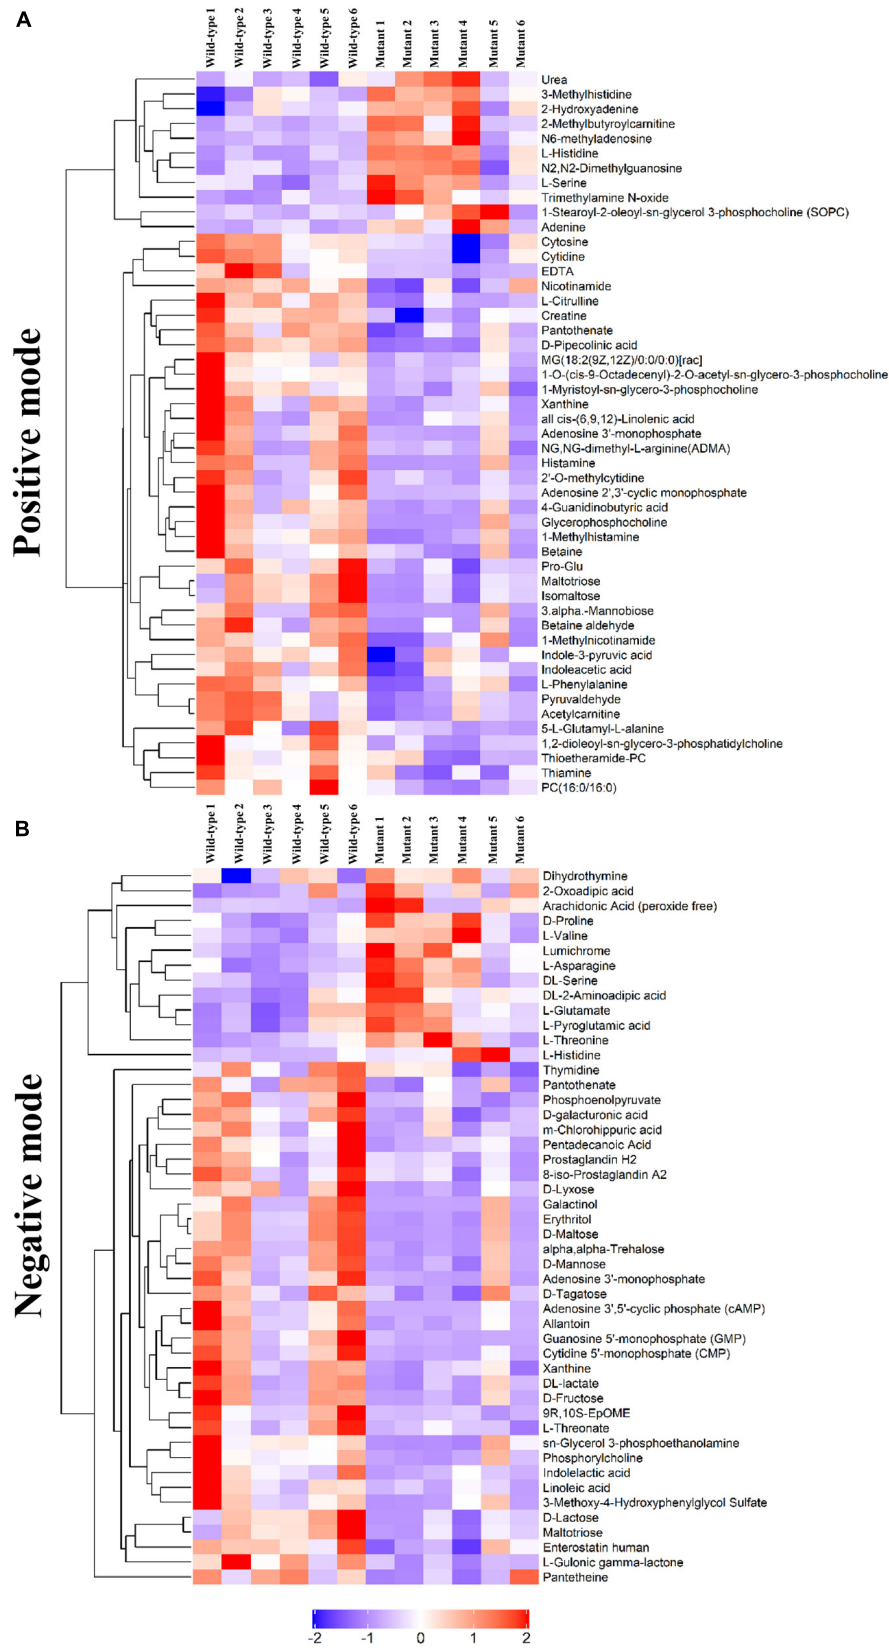 A
Wild-type 1
Wild-type 2
Wild-type 3
Wild-type 4
Wild-type 5
Wild-type 6
Mutant 1
Mutant 2
Mutant 3
Mutant 4
Mutant 5
Mutant 6
Positive mode
Urea
3-Methylhistidine
2-Hydroxyadenine
2-Methylbutyroylcarnitine
N6-methyladenosine
L-Histidine
N2,N2-Dimethylguanosine
L-Serine
Trimethylamine N-oxide
1-Stearoyl-2-oleoyl-sn-glycerol 3-phosphocholine (SOPC)
Adenine
Cytosine
Cytidine
EDTA
Nicotinamide
L-Citrulline
Creatine
Pantothenate
D-Pipecolinic acid
MG(18:2(9Z,12Z)/0:0/0:0)[rac]
1-O-(cis-9-Octadecenyl)-2-O-acetyl-sn-glycero-3-phosphocholine
1-Myristoyl-sn-glycero-3-phosphocholine
Xanthine
all cis-(6,9,12)-Linolenic acid
Adenosine 3'-monophosphate
NG,NG-dimethyl-L-arginine(ADMA)
Histamine
2'-O-methylcytidine
Adenosine 2',3'-cyclic monophosphate
4-Guanidinobutyric acid
Glycerophosphocholine
1-Methylhistamine
Betaine
Pro-Glu
Maltotriose
Isomaltose
3.alpha.-Mannobiose
Betaine aldehyde
1-Methylnicotinamide
Indole-3-pyruvic acid
Indoleacetic acid
L-Phenylalanine
Pyruvaldehyde
Acetylcarnitine
5-L-Glutamyl-L-alanine
1,2-dioleoyl-sn-glycero-3-phosphatidylcholine
Thioetheramide-PC
Thiamine
PC(16:0/16:0)
B
Wild-type 1
Wild-type 2
Wild-type 3
Wild-type 4
Wild-type 5
Wild-type 6
Mutant 1
Mutant 2
Mutant 3
Mutant 4
Mutant 5
Mutant 6
Negative mode
Dihydrothymine
2-Oxoadipic acid
Arachidonic Acid (peroxide free)
D-Proline
L-Valine
Lumichrome
L-Asparagine
DL-Serine
DL-2-Aminoadipic acid
L-Glutamate
L-Pyroglutamic acid
L-Threonine
L-Histidine
Thymidine
Pantothenate
Phosphoenolpyruvate
D-galacturonic acid
m-Chlorohippuric acid
Pentadecanoic Acid
Prostaglandin H2
8-iso-Prostaglandin A2
D-Lyxose
Galactinol
Erythritol
D-Maltose
alpha,alpha-Trehalose
D-Mannose
Adenosine 3'-monophosphate
D-Tagatose
Adenosine 3',5'-cyclic phosphate (cAMP)
Allantoin
Guanosine 5'-monophosphate (GMP)
Cytidine 5'-monophosphate (CMP)
Xanthine
DL-lactate
D-Fructose
9R,10S-EpOME
L-Threonate
sn-Glycerol 3-phosphoethanolamine
Phosphorylcholine
Indolelactic acid
Linoleic acid
3-Methoxy-4-Hydroxyphenylglycol Sulfate
D-Lactose
Maltotriose
Enterostatin human
L-Gulonic gamma-lactone
Pantetheine
-2 -1 0 1 2